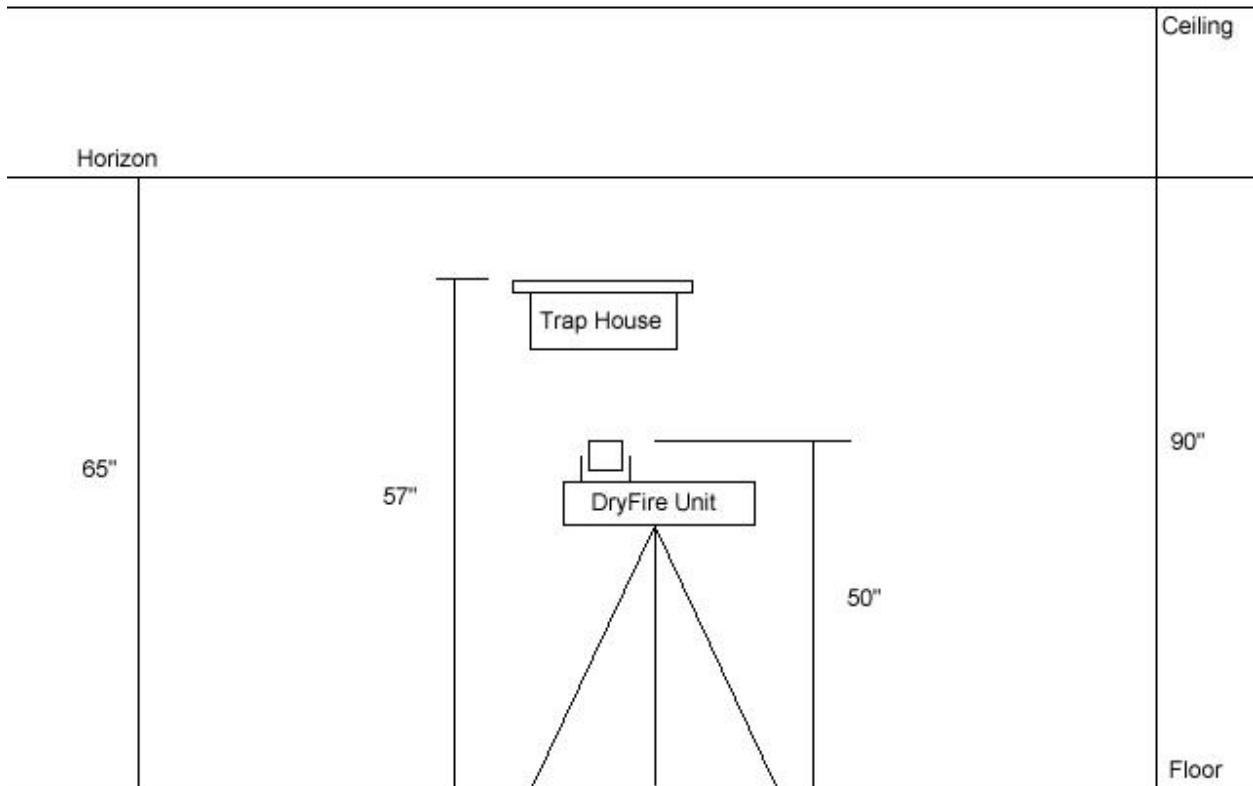 Ceiling
Horizon
Trap House
65"
57"
90"
DryFire Unit
50"
Floor